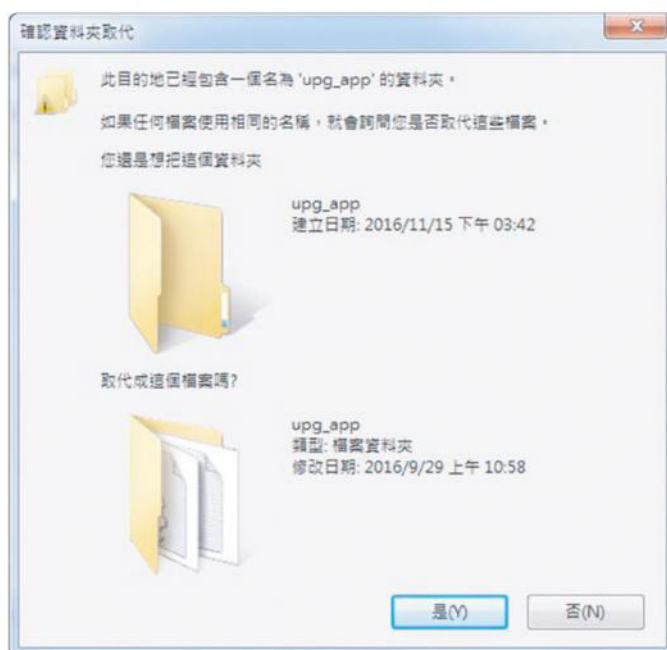 確認資料夾取代
此目的地已經包含一個名為 'upg_app' 的資料夾。
如果任何檔案使用相同的名稱，就會詢問您是否取代這些檔案。
您還是想把這個資料夾
upg_app
建立日期: 2016/11/15 下午 03:42
取代成這個檔案嗎?
upg_app
類型: 檔案資料夾
修改日期: 2016/9/29 上午 10:58
是(Y)
否(N)